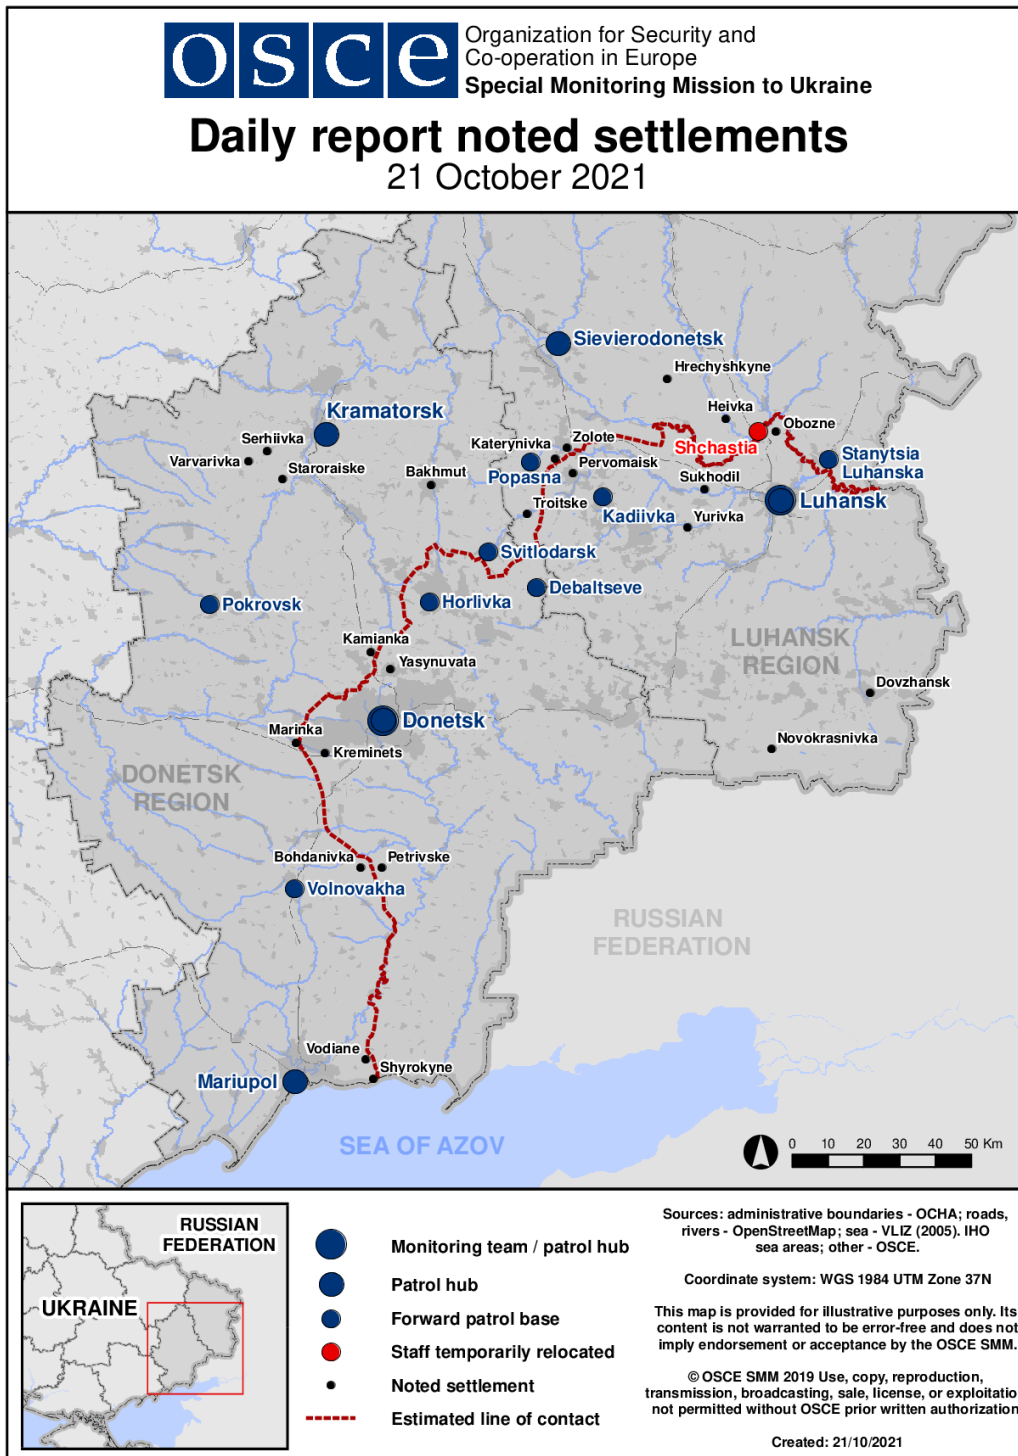 osce
Organization for Security and
Co-operation in Europe
Special Monitoring Mission to Ukraine
Daily report noted settlements
21 October 2021
Sievierodonetsk
Hrechyshkyne
Kramatorsk
Heivka
Obozne
Serhiivka
Katerynivka
Zolote
Shchastia
Varvarivka
Staroraiske
Bakhmut
Popasna
Pervomaisk
Sukhodil
Stanytsia
Luhanska
Troitske
Kadiivka
Yurivka
Luhansk
Svitlodarsk
Debaltseve
Pokrovsk
Horlivka
Kamianka
Yasynuvata
LUHANSK
REGION
Dovzhansk
Donetsk
Marinka
Kreminets
Novokrasnivka
DONETSK
REGION
Bohdanivka
Petrivske
Volnovakha
RUSSIAN
FEDERATION
Vodiane
Shyrokyne
Mariupol
SEA OF AZOV
0 10 20 30 40 50 Km
RUSSIAN
FEDERATION
UKRAINE
Monitoring team / patrol hub
Patrol hub
Forward patrol base
Staff temporarily relocated
Noted settlement
Estimated line of contact
Sources: administrative boundaries - OCHA; roads,
rivers - OpenStreetMap; sea - VLIZ (2005). IHO
sea areas; other - OSCE.
Coordinate system: WGS 1984 UTM Zone 37N
This map is provided for illustrative purposes only. Its
content is not warranted to be error-free and does not
imply endorsement or acceptance by the OSCE SMM.
© OSCE SMM 2019 Use, copy, reproduction,
transmission, broadcasting, sale, license, or exploitatio
not permitted without OSCE prior written authorization
Created: 21/10/2021